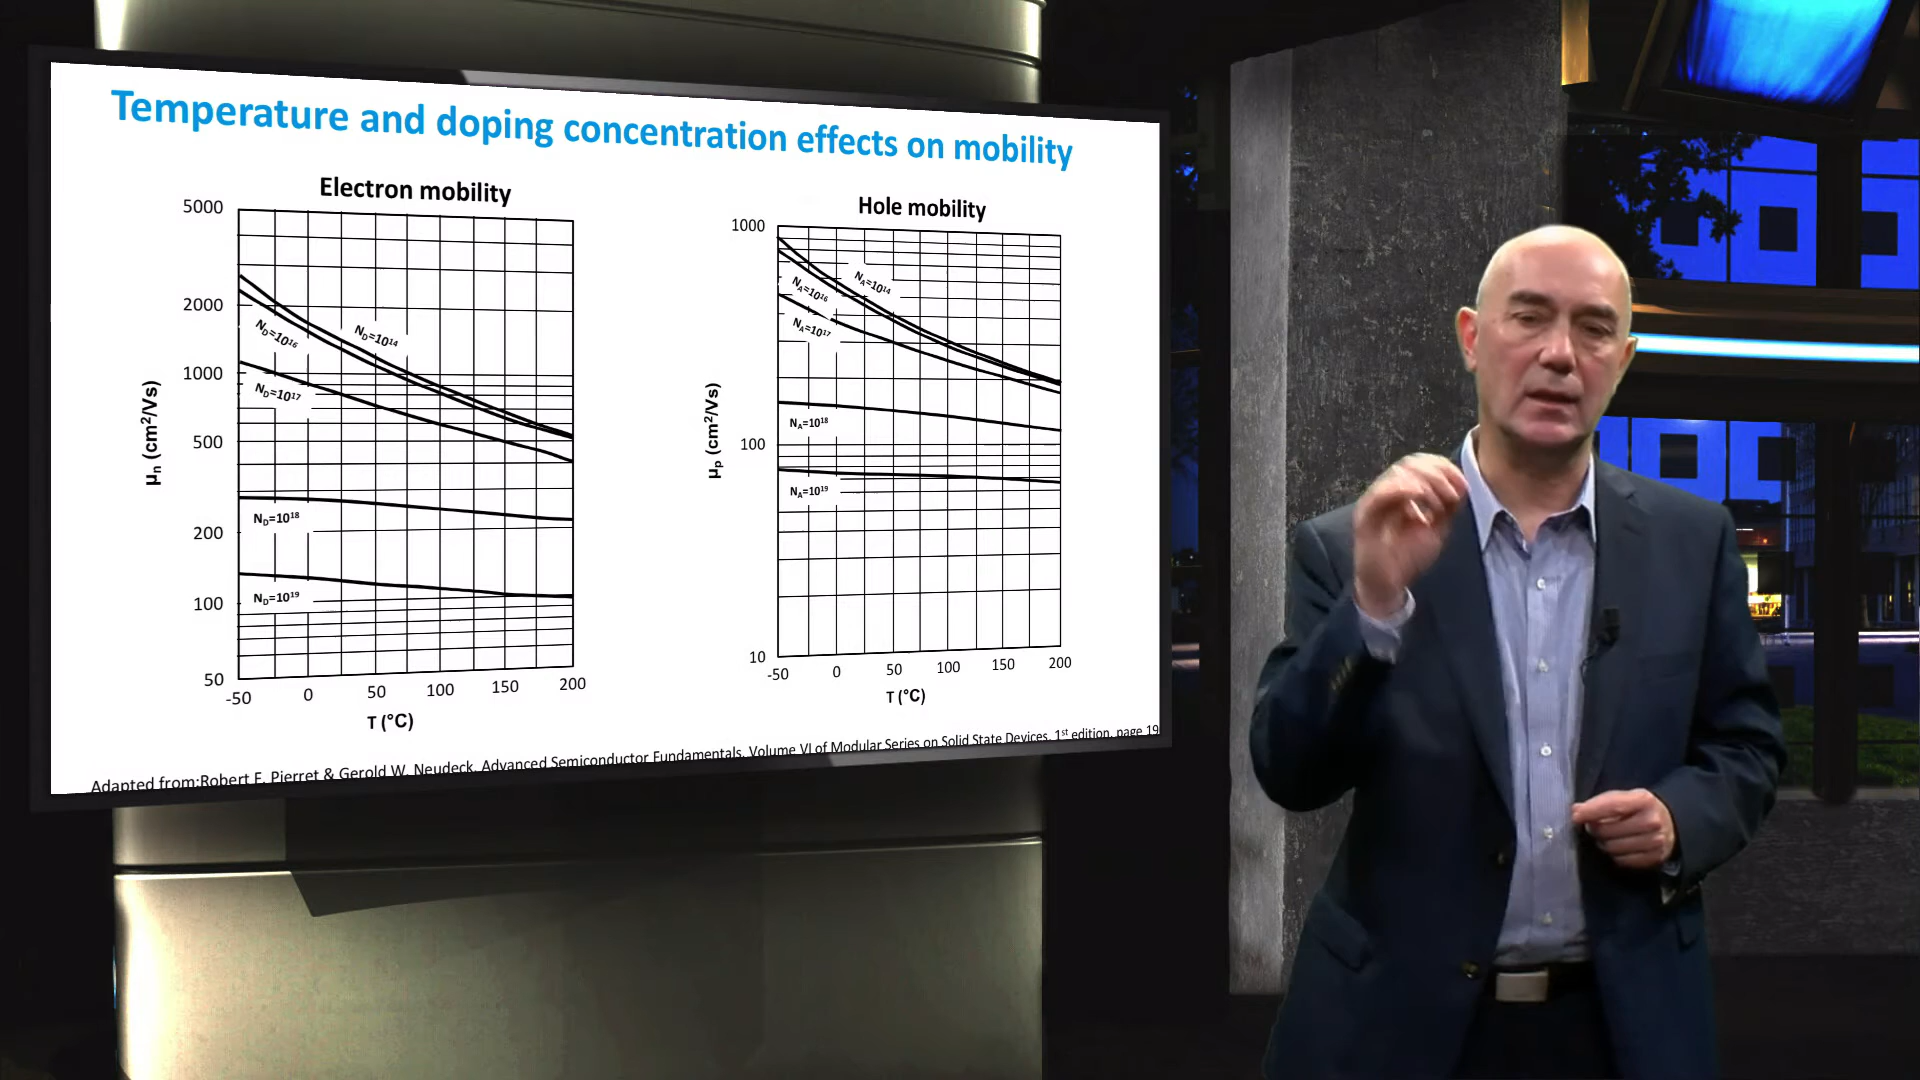 Temperature and doping concentration effects on mobility
Electron mobility
5000
2000
1000
500
200
100
50
-50 0 50 100 150 200
T (°C)
μn (cm²/Vs)
ND=10¹⁴
ND=10¹⁶
ND=10¹⁷
ND=10¹⁸
ND=10¹⁹
Hole mobility
1000
100
10
-50 0 50 100 150 200
T (°C)
μp (cm²/Vs)
NA=10¹⁴
NA=10¹⁶
NA=10¹⁷
NA=10¹⁸
NA=10¹⁹
Adapted from:Robert F. Pierret & Gerold W. Neudeck, Advanced Semiconductor Fundamentals, Volume VI of Modular Series on Solid State Devices, 1st edition, page 19